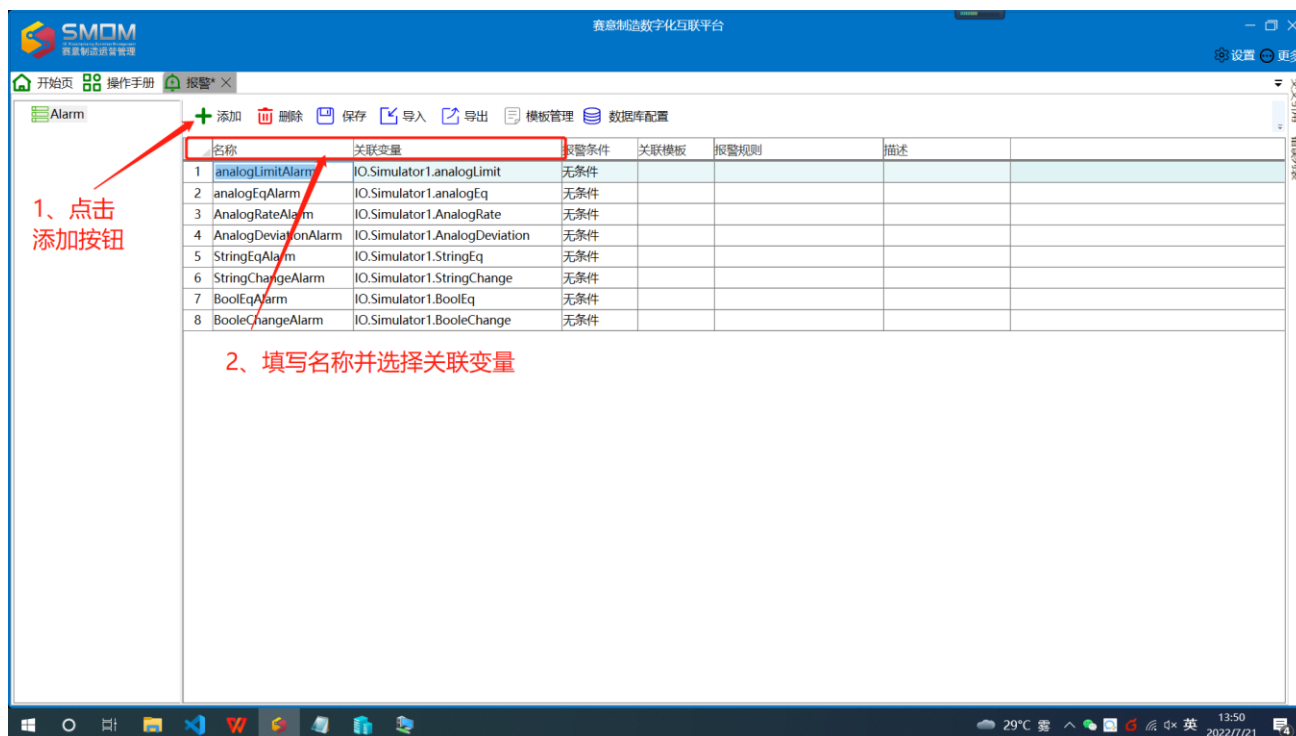 赛意制造数字化互联平台
SMOM
赛意制造运营管理
设置 更多
开始页 操作手册 报警*
Alarm
添加 删除 保存 导入 导出 模板管理 数据库配置
名称 关联变量 报警条件 关联模板 报警规则 描述
1 analogLimitAlarm IO.Simulator1.analogLimit 无条件
2 analogEqAlarm IO.Simulator1.analogEq 无条件
3 AnalogRateAlarm IO.Simulator1.AnalogRate 无条件
4 AnalogDeviationAlarm IO.Simulator1.AnalogDeviation 无条件
5 StringEqAlarm IO.Simulator1.StringEq 无条件
6 StringChangeAlarm IO.Simulator1.StringChange 无条件
7 BoolEqAlarm IO.Simulator1.BoolEq 无条件
8 BooleChangeAlarm IO.Simulator1.BooleChange 无条件
1、点击
添加按钮
2、填写名称并选择关联变量
29°C 雾 英 13:50
2022/7/21
4